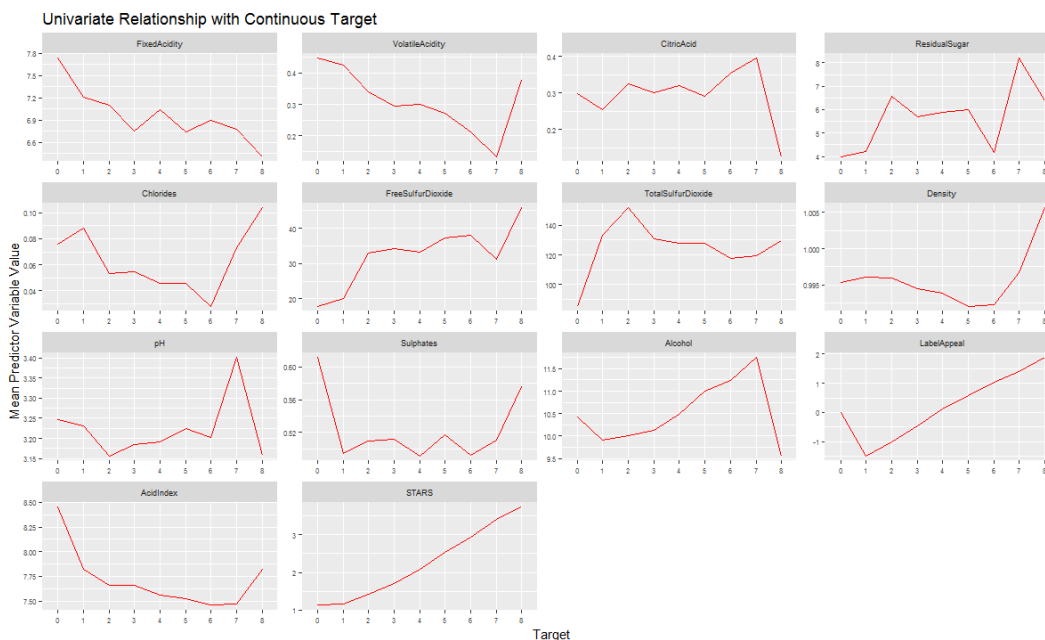 Univariate Relationship with Continuous Target
FixedAcidity
VolatileAcidity
CitricAcid
ResidualSugar
7.8
7.5
7.2
6.9
6.6
0.4
0.3
0.2
0.4
0.3
0.2
8
7
6
5
4
0 1 2 3 4 5 6 7 8
0 1 2 3 4 5 6 7 8
0 1 2 3 4 5 6 7 8
0 1 2 3 4 5 6 7 8
Chlorides
FreeSulfurDioxide
TotalSulfurDioxide
Density
0.10
0.08
0.06
0.04
40
30
20
140
120
100
1.005
1.000
0.995
0 1 2 3 4 5 6 7 8
0 1 2 3 4 5 6 7 8
0 1 2 3 4 5 6 7 8
0 1 2 3 4 5 6 7 8
Mean Predictor Variable Value
pH
Sulphates
Alcohol
LabelAppeal
3.40
3.35
3.30
3.25
3.20
3.15
0.60
0.56
0.52
11.5
11.0
10.5
10.0
9.5
2
1
0
-1
0 1 2 3 4 5 6 7 8
0 1 2 3 4 5 6 7 8
0 1 2 3 4 5 6 7 8
0 1 2 3 4 5 6 7 8
AcidIndex
STARS
8.50
8.25
8.00
7.75
7.50
3
2
1
0 1 2 3 4 5 6 7 8
0 1 2 3 4 5 6 7 8
Target